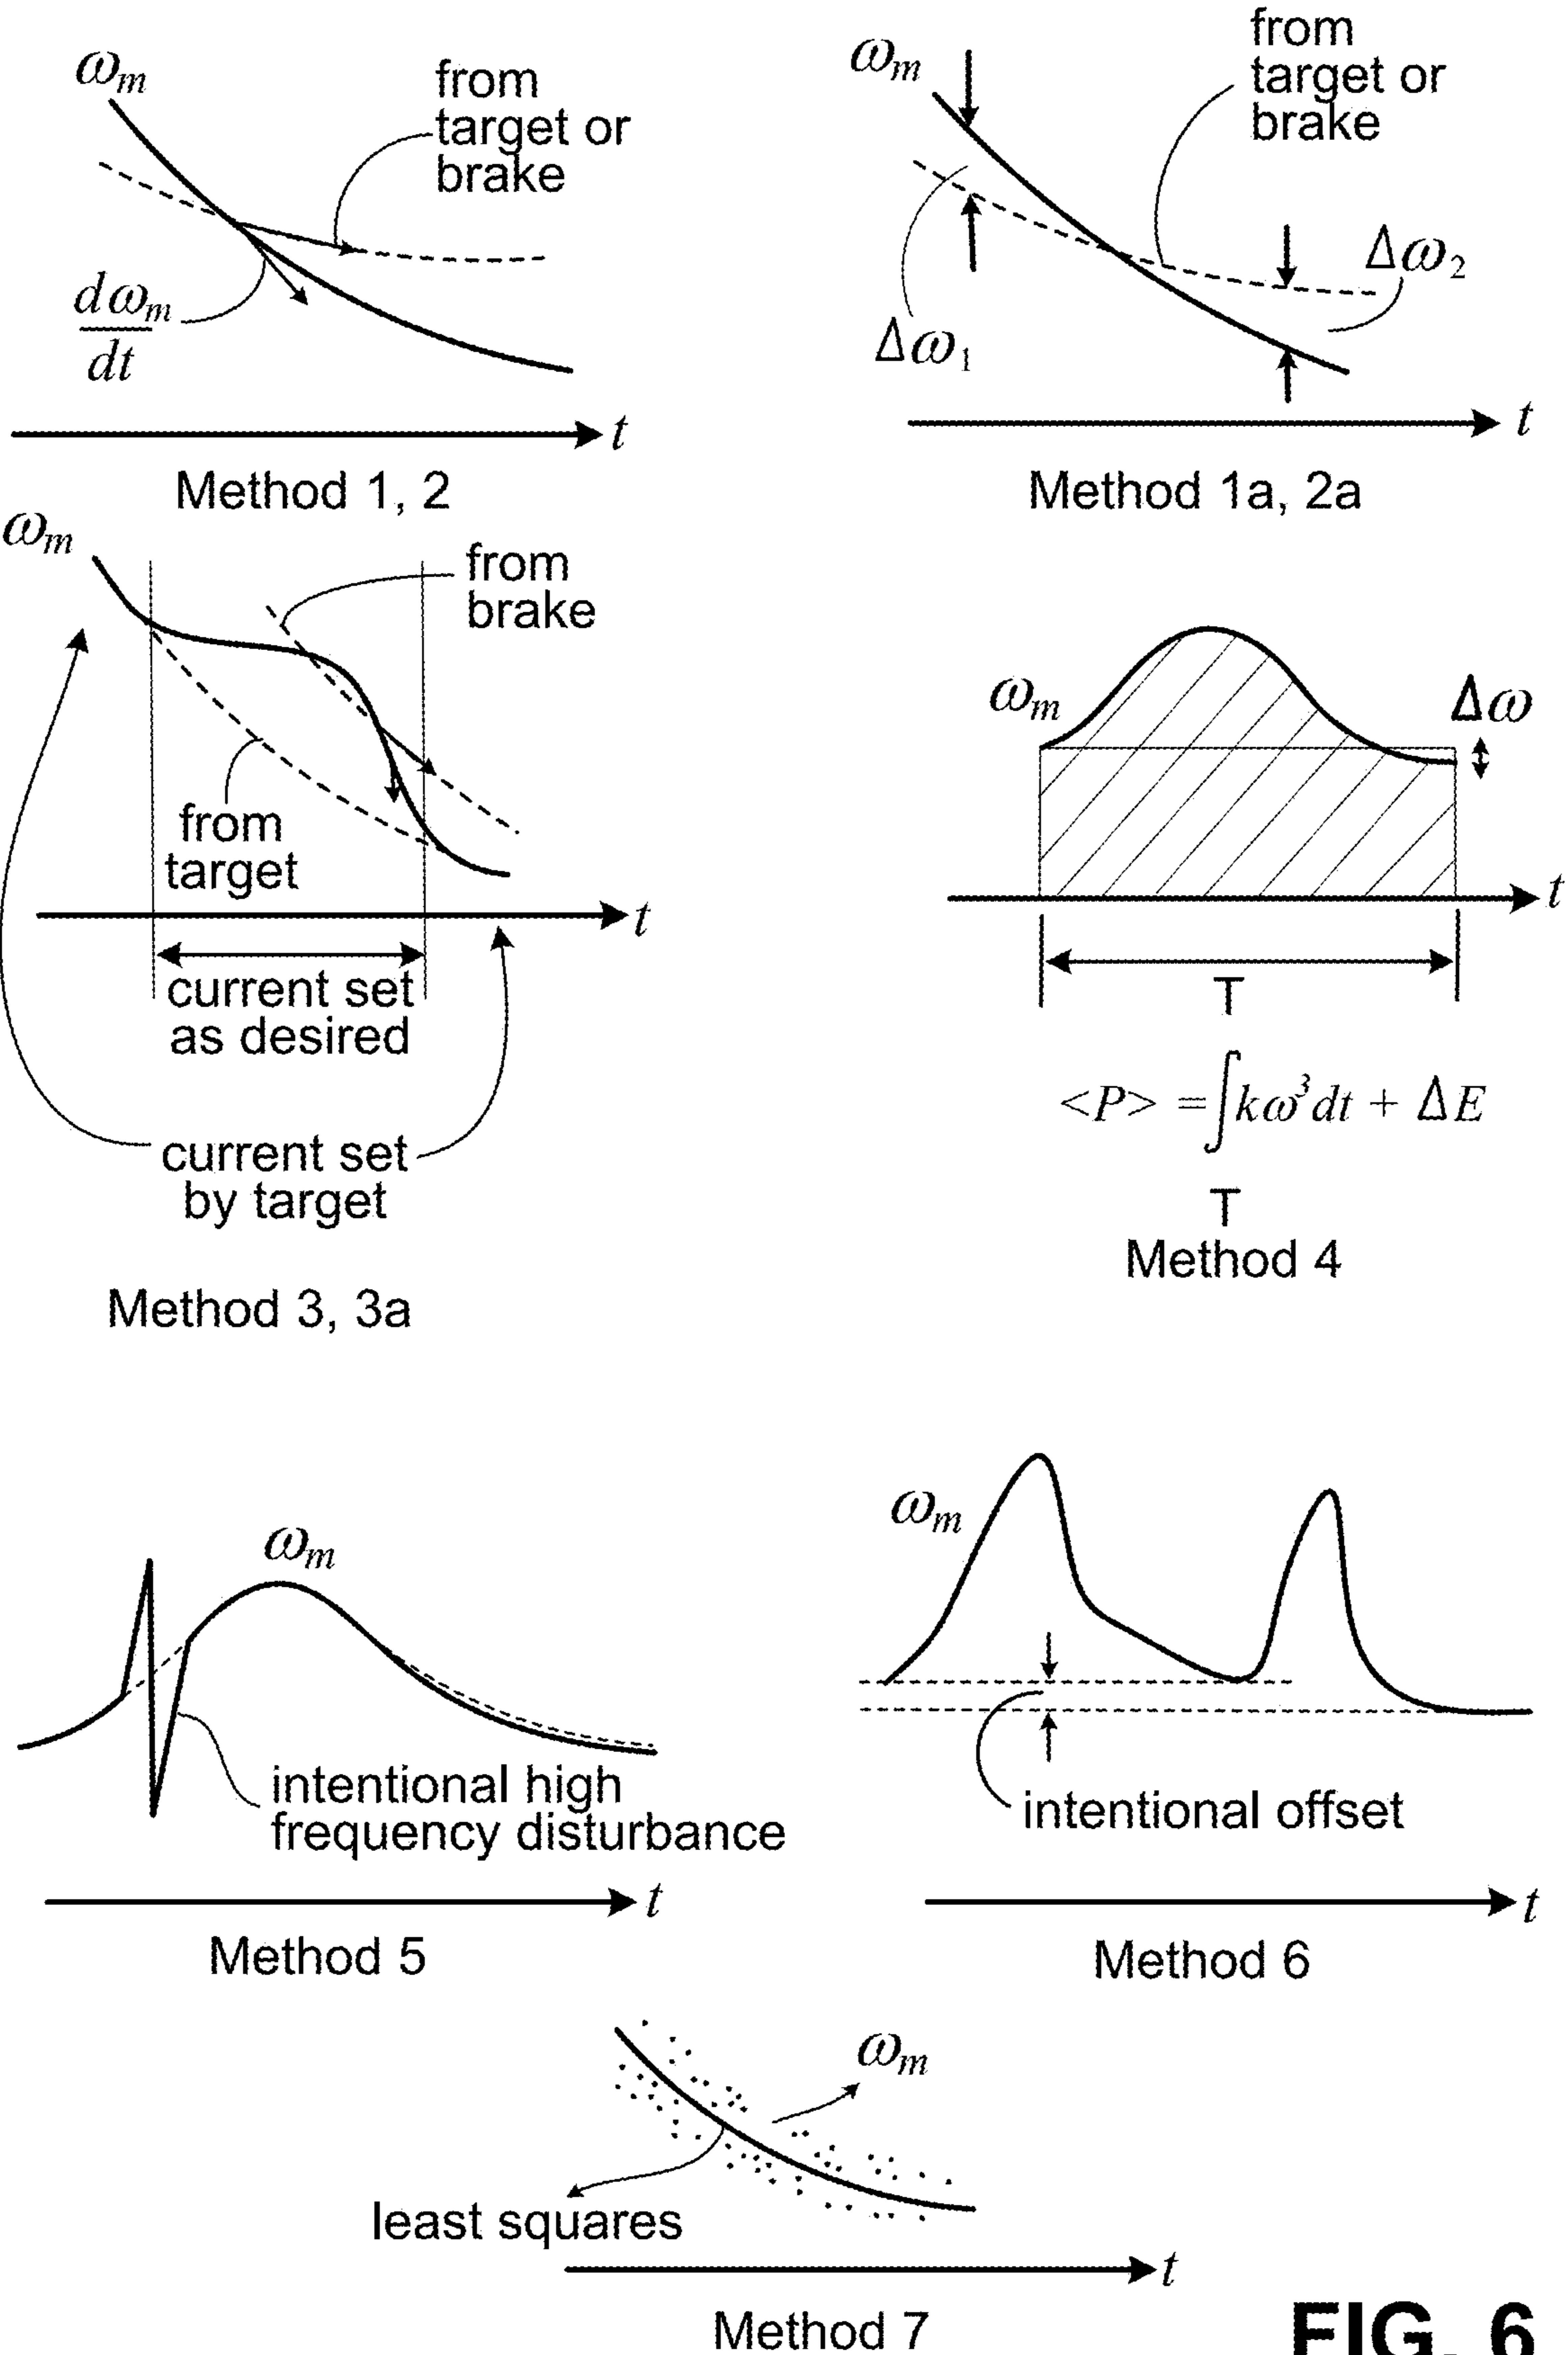 ωm
from
target or
brake
dωm
dt
t
Method 1, 2
ωm
from
target or
brake
Δω1
Δω2
t
Method 1a, 2a
ωm
from
brake
from
target
t
current set
as desired
current set
by target
Method 3, 3a
ωm
Δω
t
T
<P> = ∫kω³dt + ΔE
T
Method 4
ωm
intentional high
frequency disturbance
t
Method 5
ωm
intentional offset
t
Method 6
ωm
least squares
t
Method 7
FIG. 6